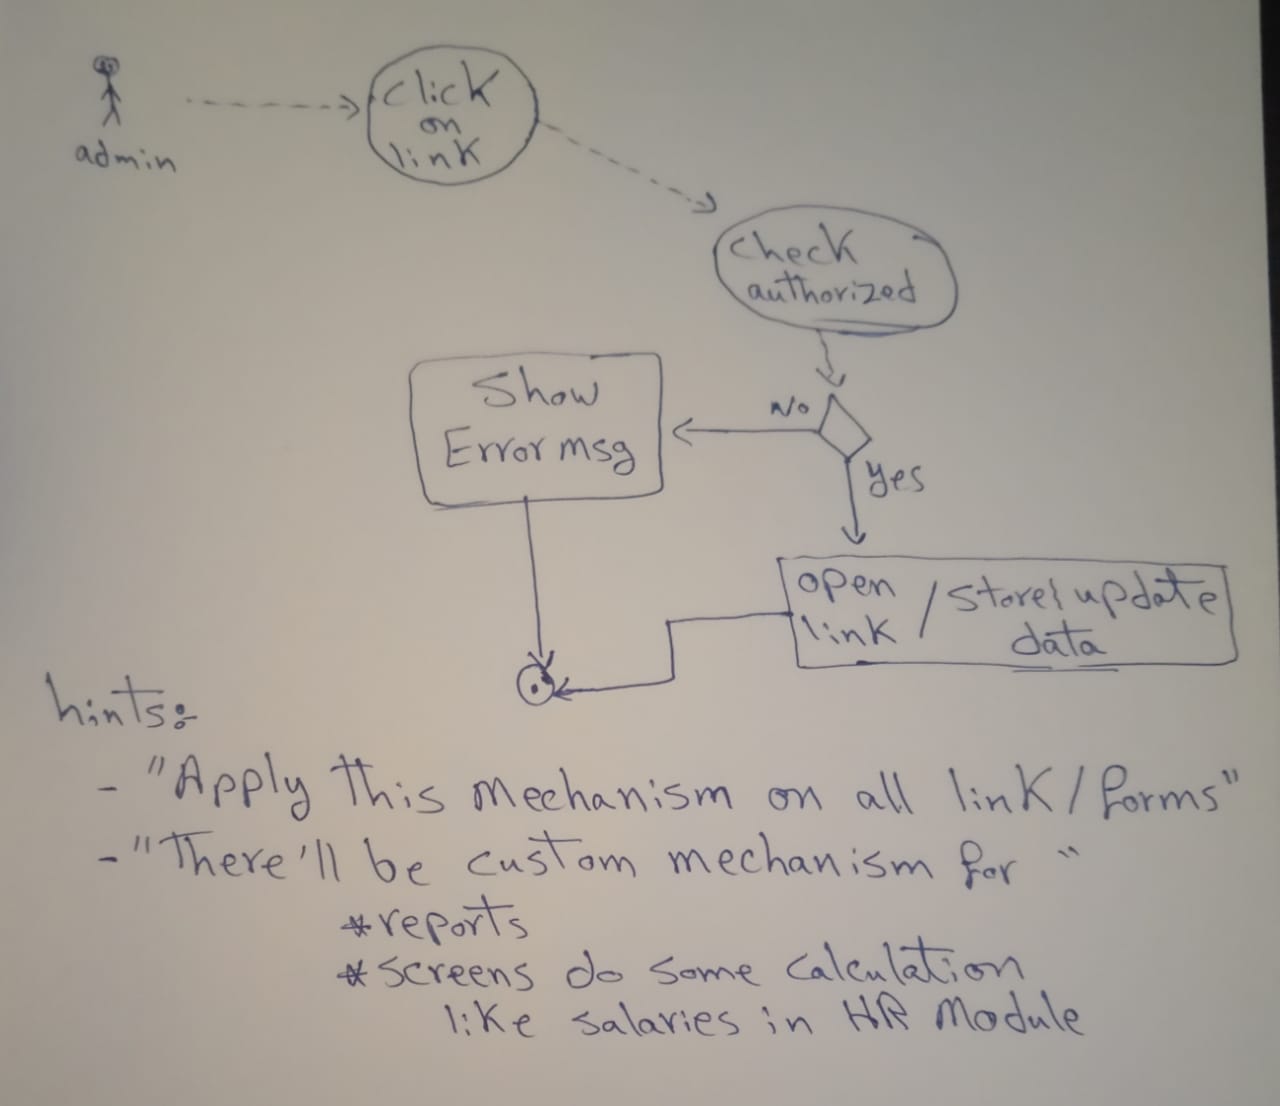 admin
click
on
link
check
authorized
No
Yes
Show
Error msg
open / store| update
link data
hints:-
- "Apply this mechanism on all link/forms"
- "There'll be custom mechanism for "
* reports
* screens do some calculation
like salaries in HR Module